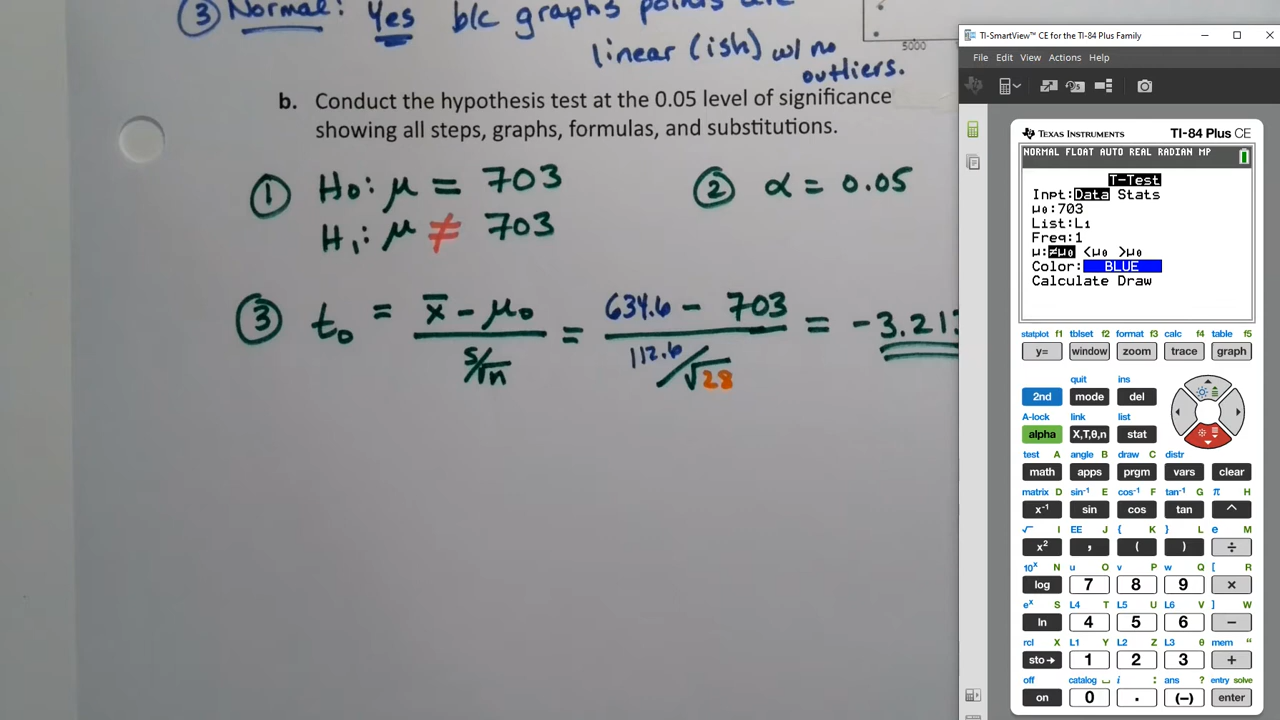 ③ Normal: Yes b/c graphs points are
linear (ish) w/ no
outliers.
5000
b. Conduct the hypothesis test at the 0.05 level of significance
showing all steps, graphs, formulas, and substitutions.
① H₀: μ = 703
② α = 0.05
H₁: μ ≠ 703
③ t₀ = x̄ - μ₀ / s/√n = 634.6 - 703 / 112.6/√28 = -3.213
TI-SmartView™ CE for the TI-84 Plus Family
File Edit View Actions Help
TEXAS INSTRUMENTS TI-84 Plus CE
NORMAL FLOAT AUTO REAL RADIAN MP
T-Test
Inpt:Data Stats
μ₀:703
List:L₁
Freq:1
μ:≠μ₀ <μ₀ >μ₀
Color: BLUE
Calculate Draw
statplot f1 tblset f2 format f3 calc f4 table f5
y= window zoom trace graph
quit ins
2nd mode del
A-lock link list
alpha X,T,θ,n stat
test A angle B draw C distr
math apps prgm vars clear
matrix D sin⁻¹ E cos⁻¹ F tan⁻¹ G π H
x⁻¹ sin cos tan ^
√ I EE J { K } L e M
x² , ( ) ÷
10ˣ N u O v P w Q [ R
log 7 8 9 ×
eˣ S L4 T L5 U L6 V ] W
ln 4 5 6 −
rcl X L1 Y L2 Z L3 θ mem "
sto→ 1 2 3 +
off catalog ⎵ i : ans ? entry solve
on 0 . (−) enter